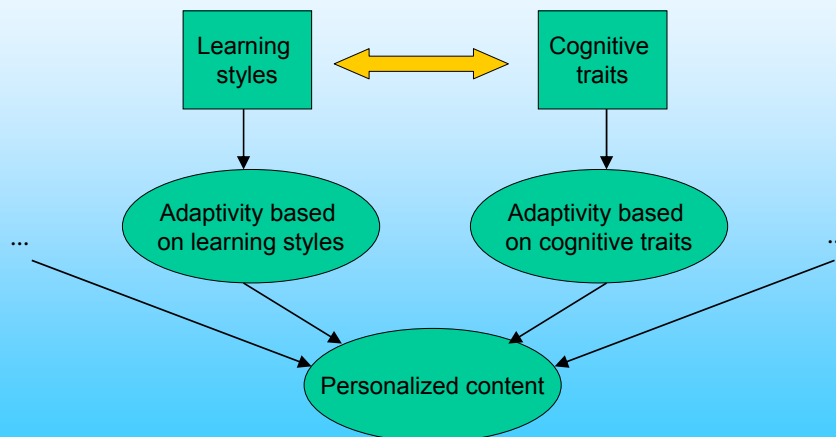 Learning
styles
Cognitive
traits
Adaptivity based
on learning styles
Adaptivity based
on cognitive traits
...
...
Personalized content